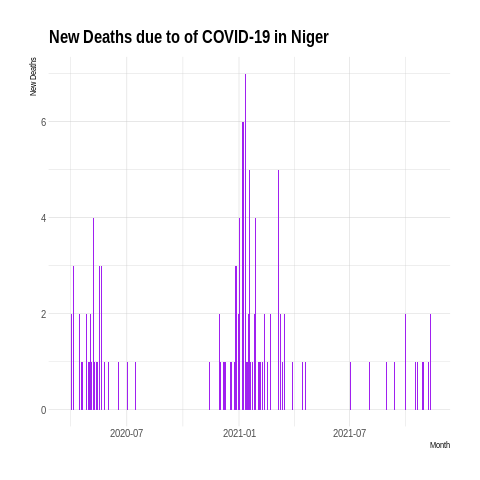 New Deaths due to of COVID-19 in Niger
New Deaths
6
4
2
0
2020-07 2021-01 2021-07
Month